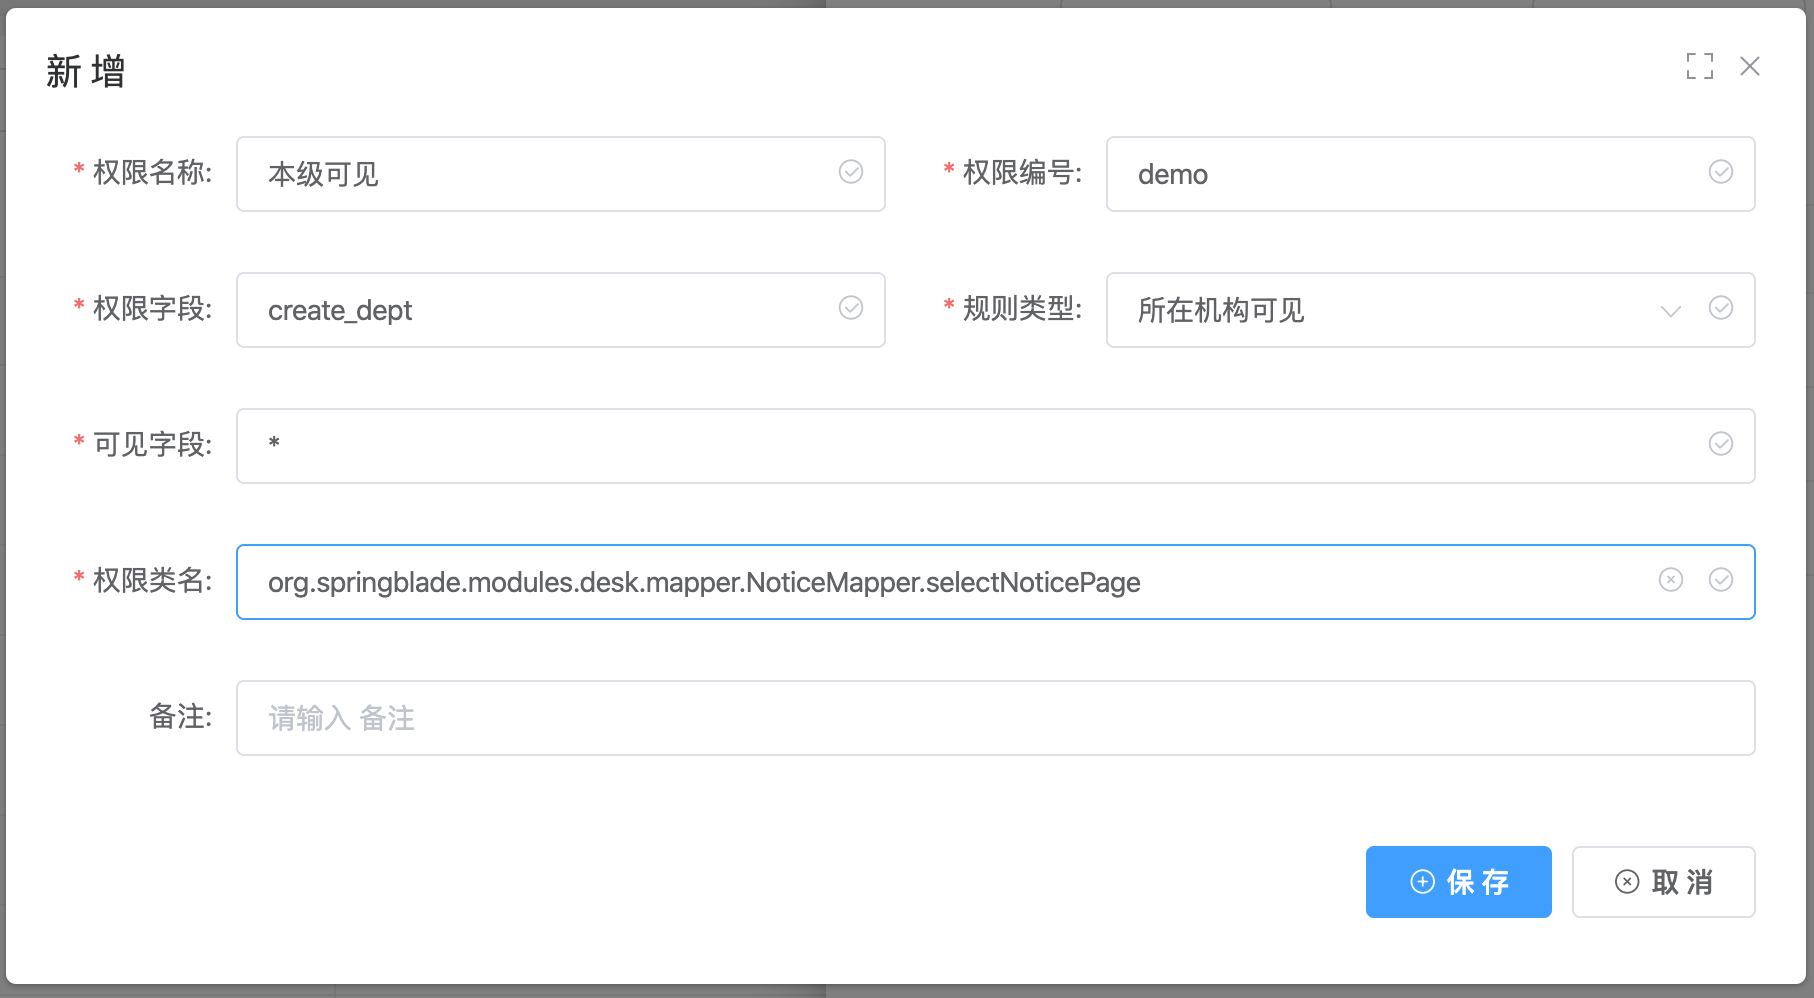 新增
* 权限名称: 本级可见
* 权限编号: demo
* 权限字段: create_dept
* 规则类型: 所在机构可见
* 可见字段: *
* 权限类名: org.springblade.modules.desk.mapper.NoticeMapper.selectNoticePage
备注: 请输入 备注
保 存
取 消